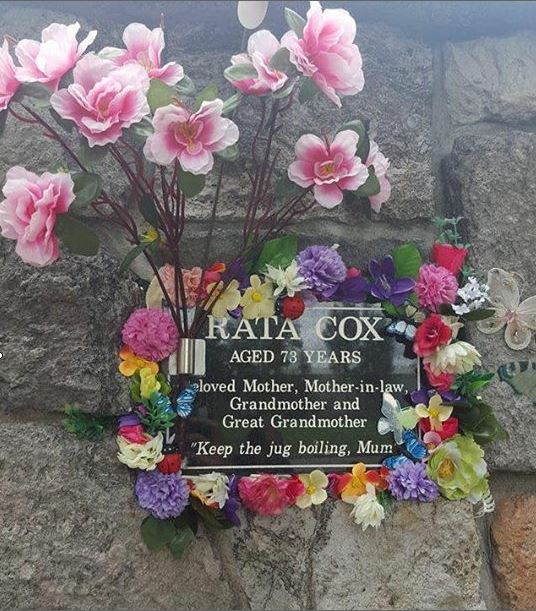 RATA COX
AGED 73 YEARS
eloved Mother, Mother-in-law,
Grandmother and
Great Grandmother
"Keep the jug boiling, Mum